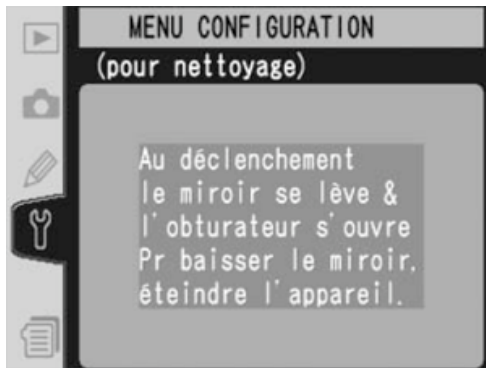 MENU CONFIGURATION
(pour nettoyage)
Au déclenchement
le miroir se lève &
l'obturateur s'ouvre
Pr baisser le miroir,
éteindre l'appareil.